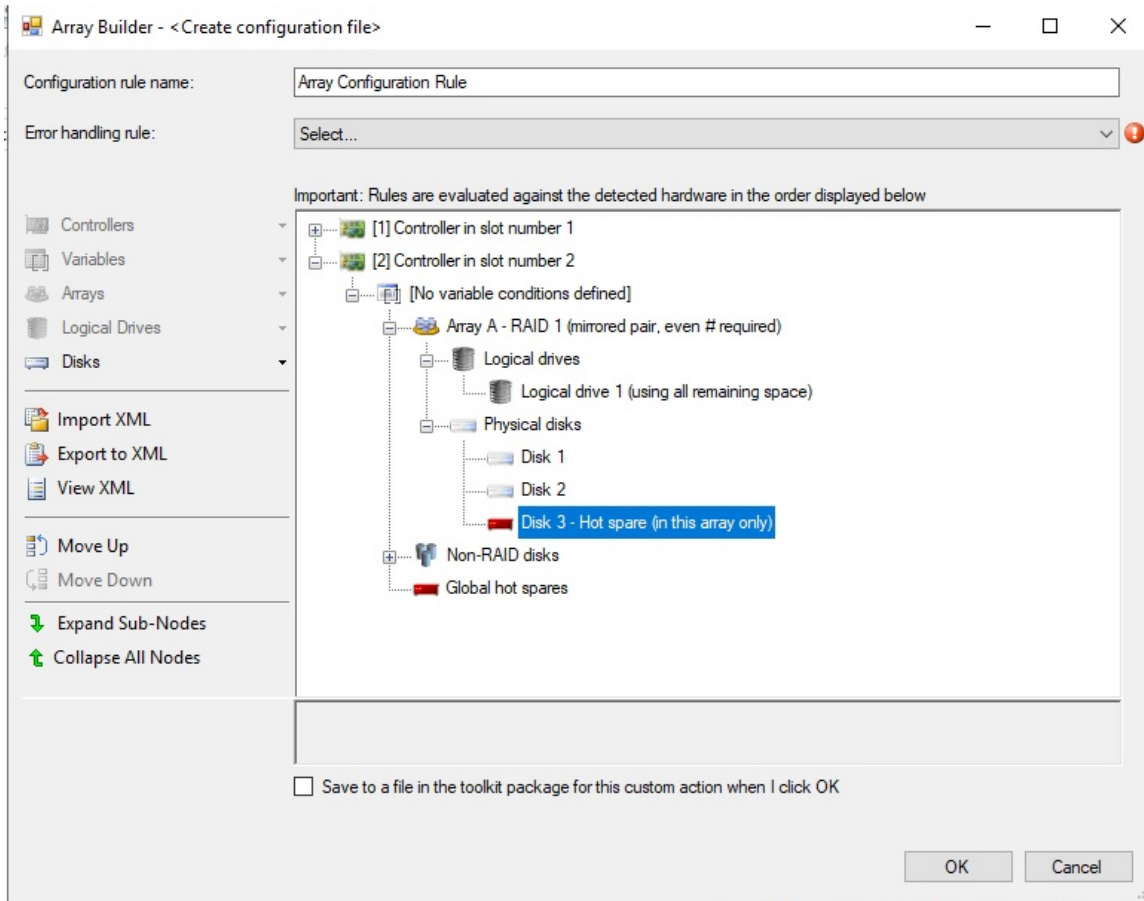 Array Builder - <Create configuration file>
Configuration rule name:
Array Configuration Rule
Error handling rule:
Select...
Important: Rules are evaluated against the detected hardware in the order displayed below
Controllers
Variables
Arrays
Logical Drives
Disks
Import XML
Export to XML
View XML
Move Up
Move Down
Expand Sub-Nodes
Collapse All Nodes
[1] Controller in slot number 1
[2] Controller in slot number 2
[No variable conditions defined]
Array A - RAID 1 (mirrored pair, even # required)
Logical drives
Logical drive 1 (using all remaining space)
Physical disks
Disk 1
Disk 2
Disk 3 - Hot spare (in this array only)
Non-RAID disks
Global hot spares
Save to a file in the toolkit package for this custom action when I click OK
OK
Cancel